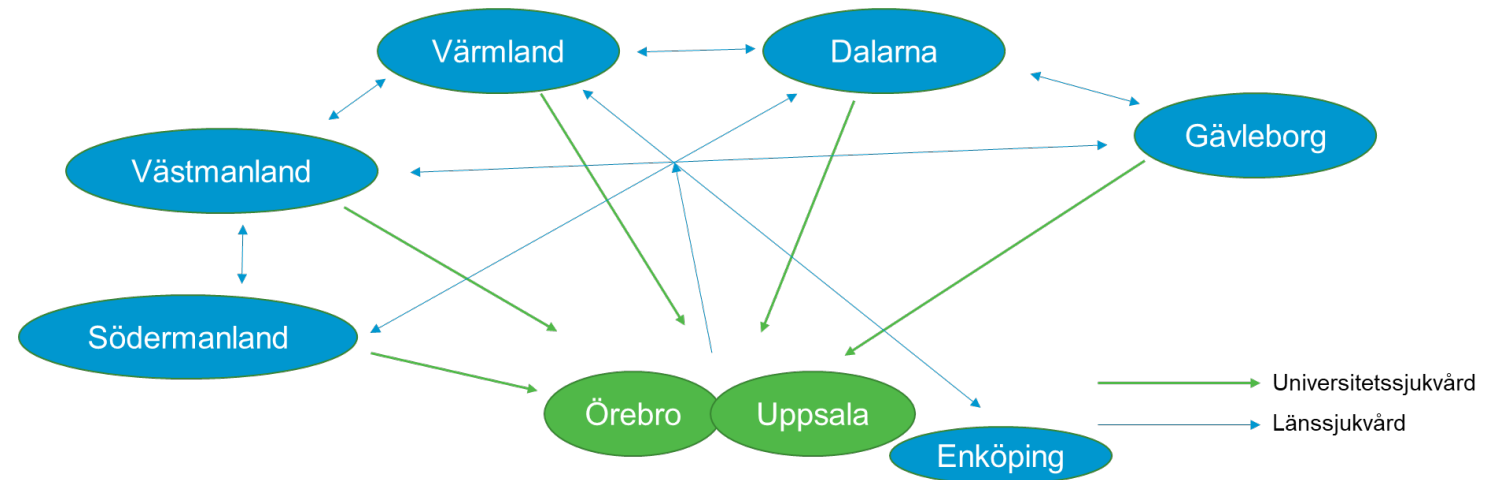 Värmland
Dalarna
Gävleborg
Västmanland
Södermanland
Örebro
Uppsala
Enköping
Universitetssjukvård
Länssjukvård